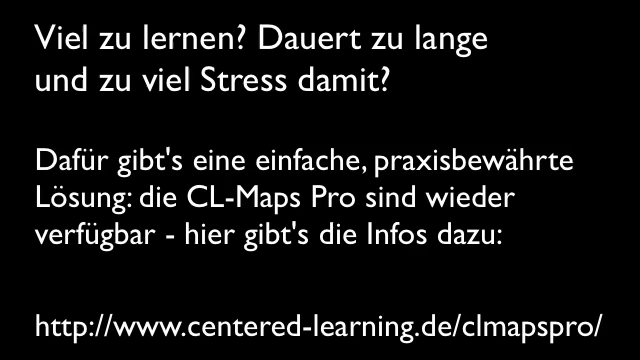 Viel zu lernen? Dauert zu lange
und zu viel Stress damit?
Dafür gibt's eine einfache, praxisbewährte
Lösung: die CL-Maps Pro sind wieder
verfügbar - hier gibt's die Infos dazu:
http://www.centered-learning.de/clmapspro/